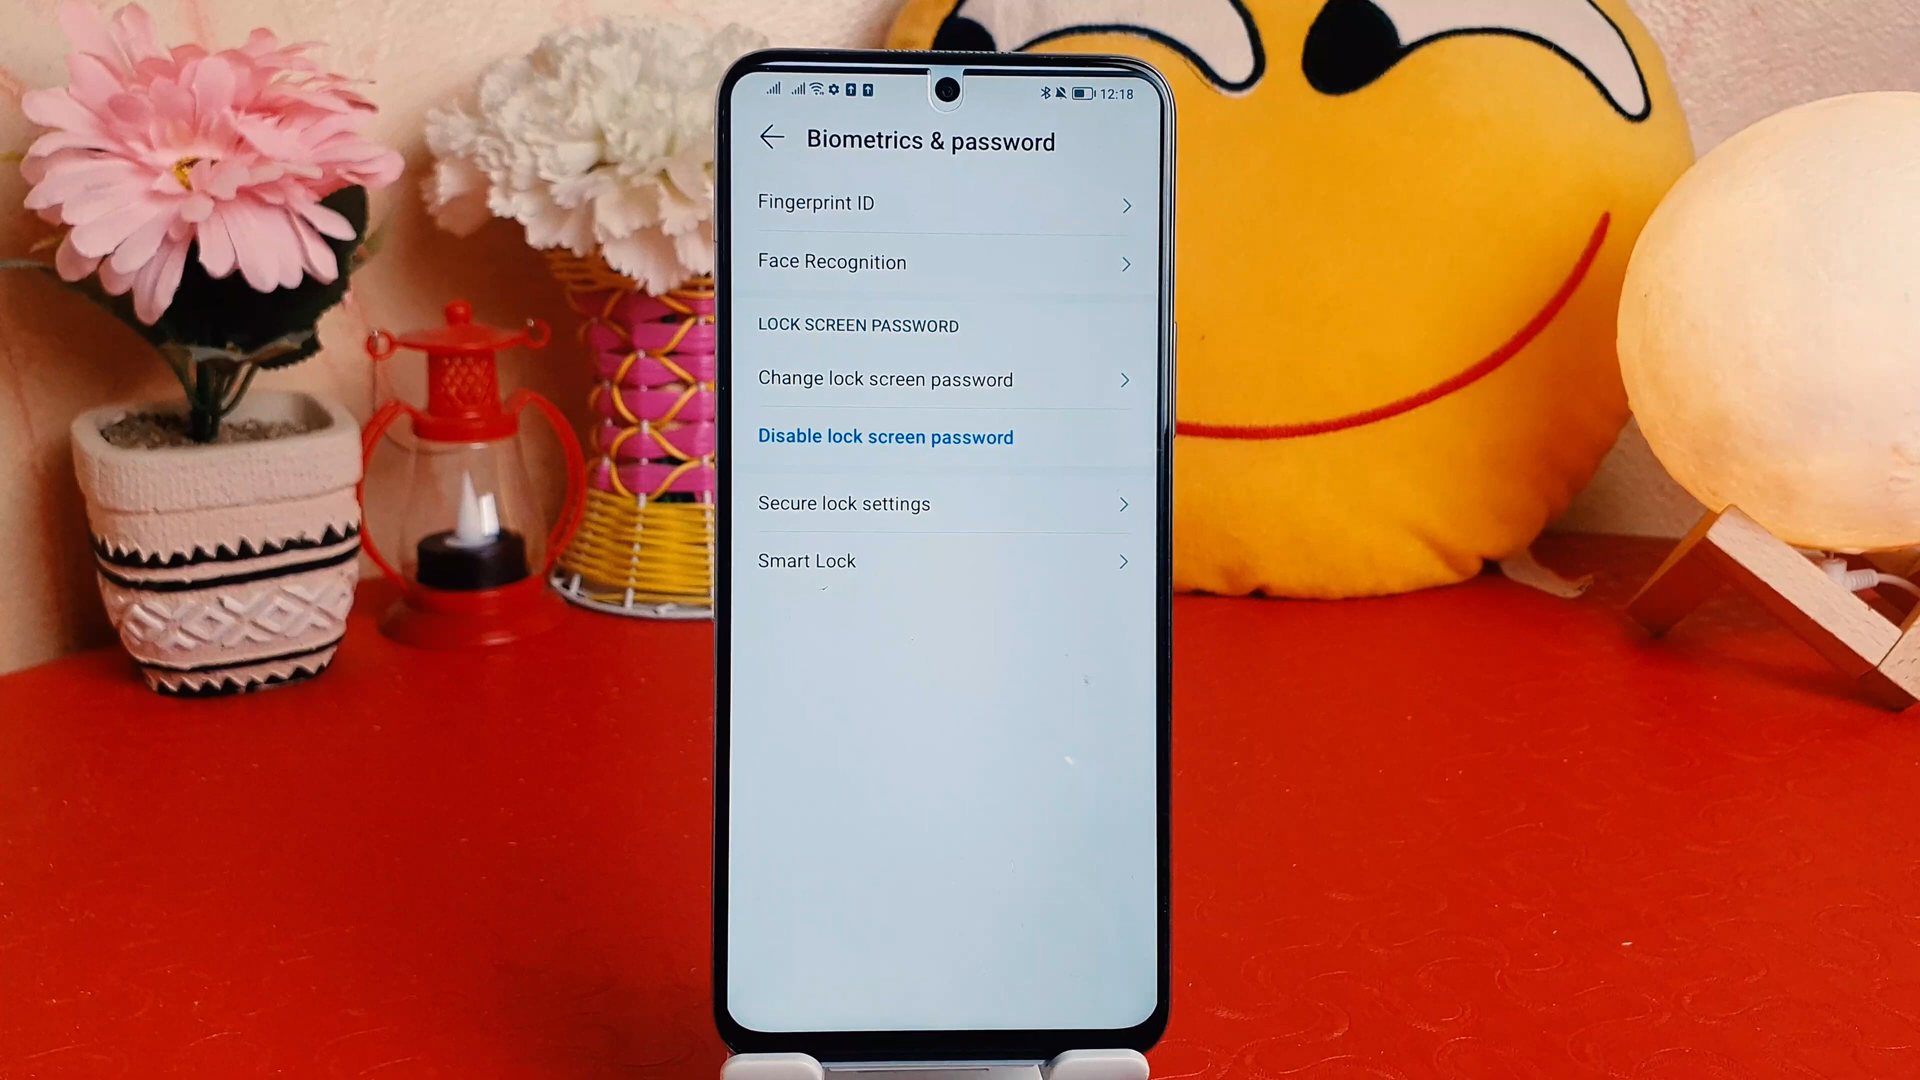 12:18
Biometrics & password
Fingerprint ID
Face Recognition
LOCK SCREEN PASSWORD
Change lock screen password
Disable lock screen password
Secure lock settings
Smart Lock